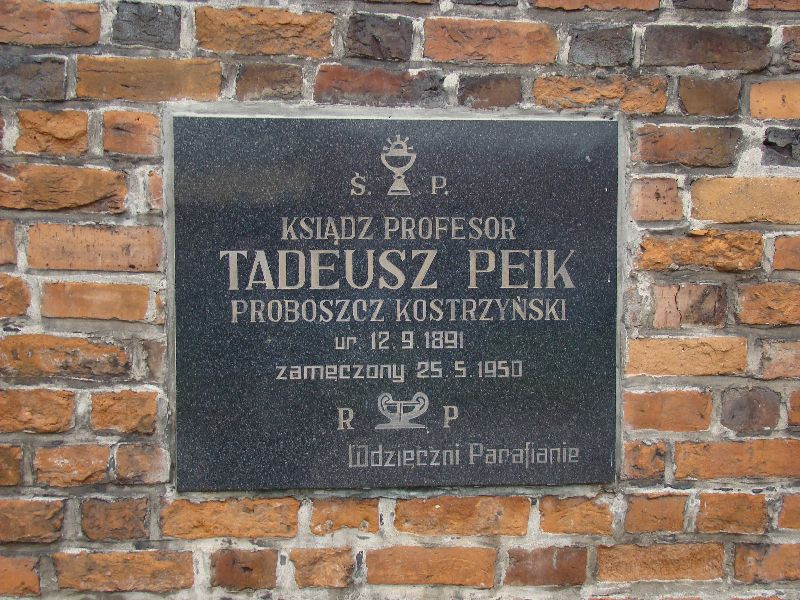 Ś. P.
KSIĄDZ PROFESOR
TADEUSZ PEIK
PROBOSZCZ KOSTRZYŃSKI
ur 12.9.1891
zamęczony 25.5.1950
R P
Wdzięczni Parafianie